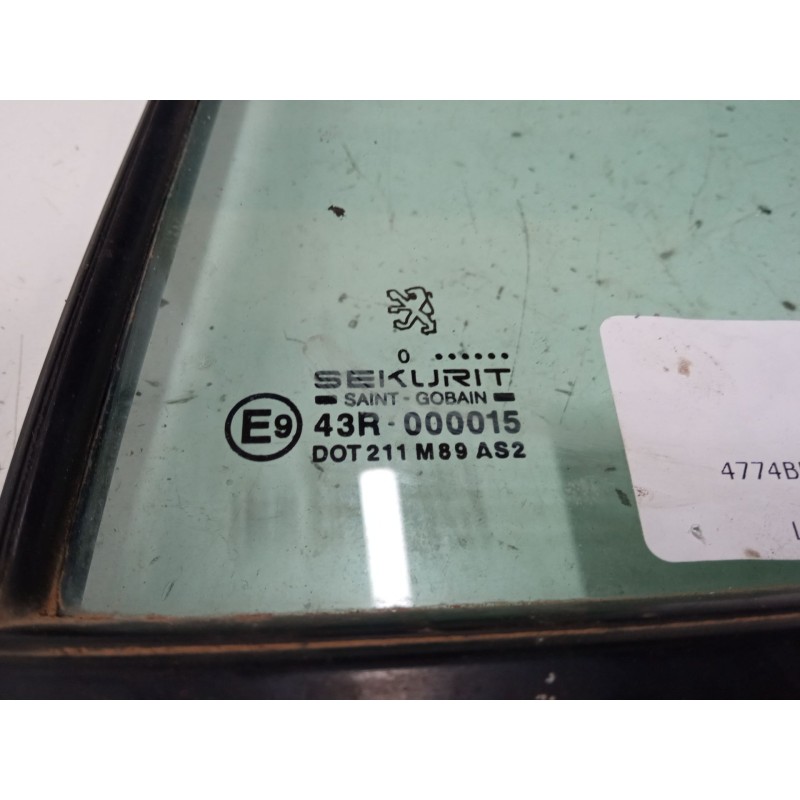 0 ......
SEKURIT
SAINT-GOBAIN
E9 43R-000015
DOT 211 M89 AS2
4774B